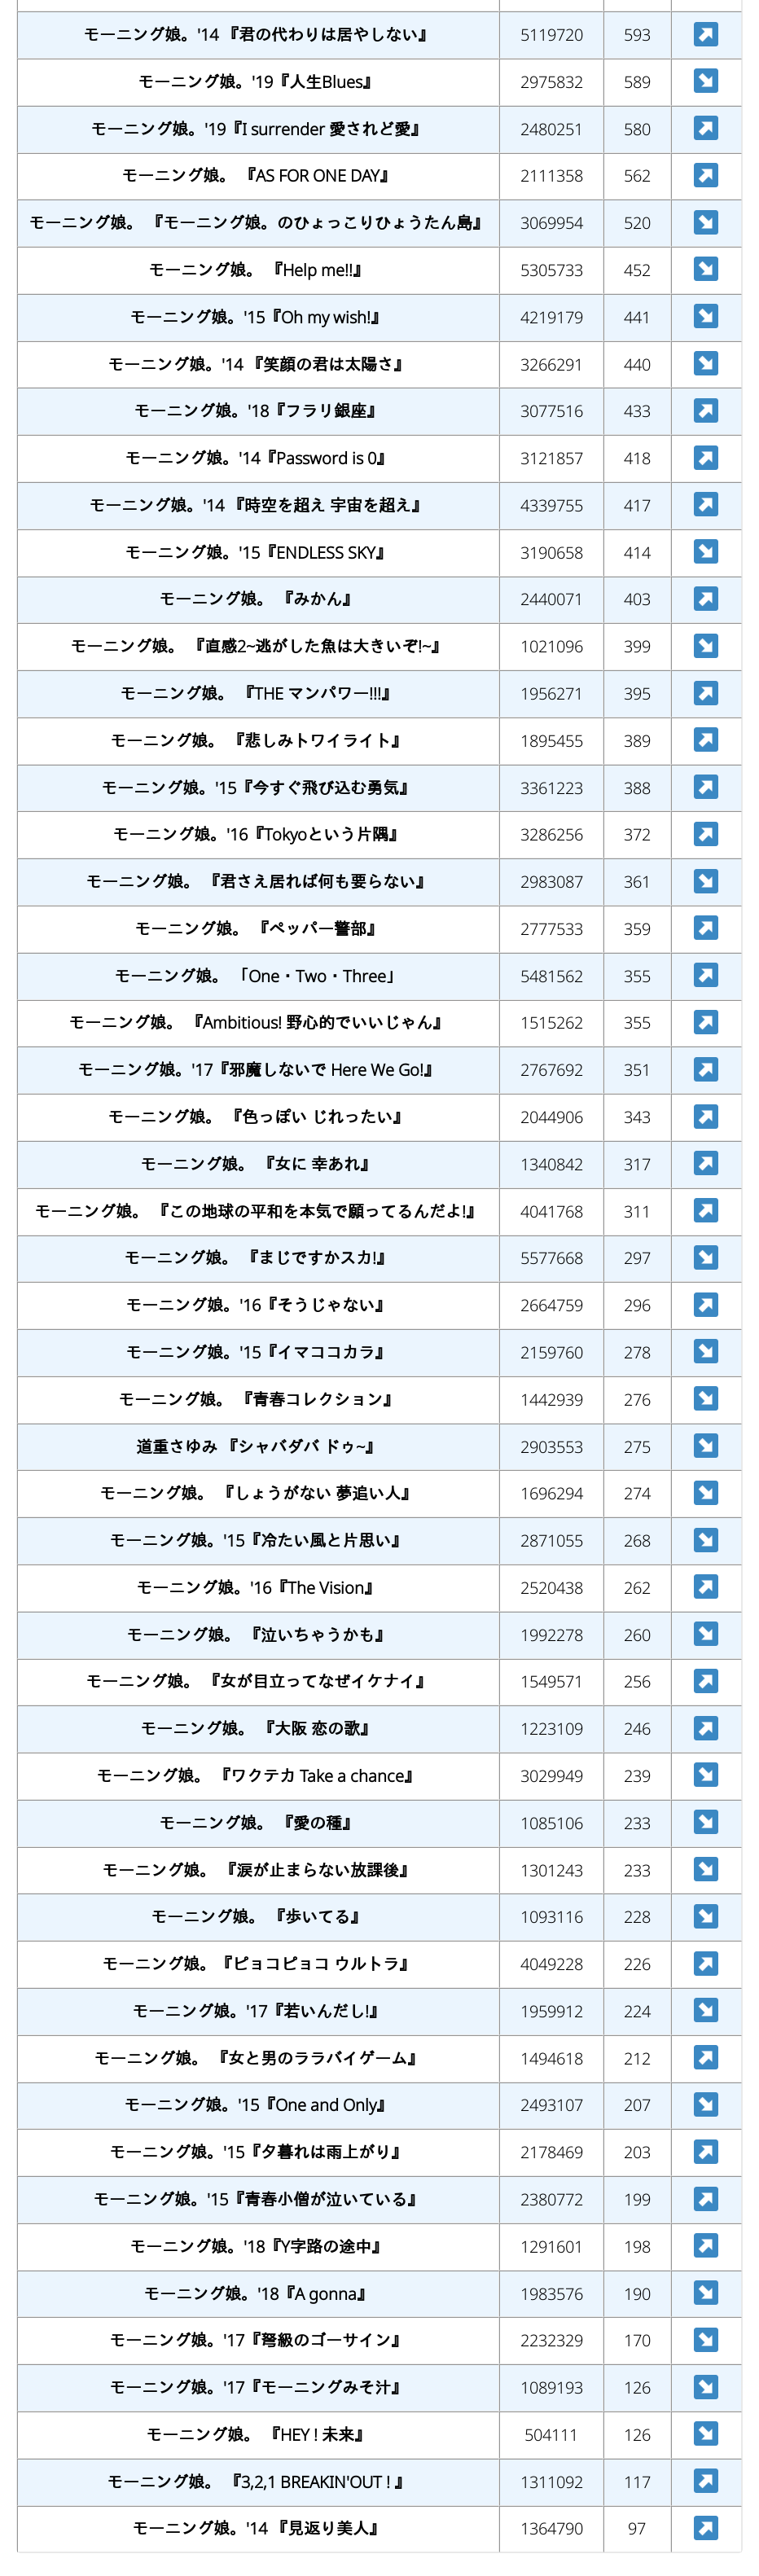 モーニング娘。'14 『君の代わりは居やしない』 5119720 593 ↗
モーニング娘。'19『人生Blues』 2975832 589 ↘
モーニング娘。'19『I surrender 愛されど愛』 2480251 580 ↗
モーニング娘。 『AS FOR ONE DAY』 2111358 562 ↗
モーニング娘。 『モーニング娘。のひょっこりひょうたん島』 3069954 520 ↘
モーニング娘。 『Help me!!』 5305733 452 ↘
モーニング娘。'15『Oh my wish!』 4219179 441 ↘
モーニング娘。'14 『笑顔の君は太陽さ』 3266291 440 ↘
モーニング娘。'18『フラリ銀座』 3077516 433 ↗
モーニング娘。'14『Password is 0』 3121857 418 ↗
モーニング娘。'14 『時空を超え 宇宙を超え』 4339755 417 ↗
モーニング娘。'15『ENDLESS SKY』 3190658 414 ↘
モーニング娘。 『みかん』 2440071 403 ↗
モーニング娘。 『直感2~逃がした魚は大きいぞ!~』 1021096 399 ↘
モーニング娘。 『THE マンパワー!!!』 1956271 395 ↗
モーニング娘。 『悲しみトワイライト』 1895455 389 ↗
モーニング娘。'15『今すぐ飛び込む勇気』 3361223 388 ↗
モーニング娘。'16『Tokyoという片隅』 3286256 372 ↗
モーニング娘。 『君さえ居れば何も要らない』 2983087 361 ↘
モーニング娘。 『ペッパー警部』 2777533 359 ↗
モーニング娘。 「One・Two・Three」 5481562 355 ↗
モーニング娘。 『Ambitious! 野心的でいいじゃん』 1515262 355 ↗
モーニング娘。'17『邪魔しないで Here We Go!』 2767692 351 ↗
モーニング娘。 『色っぽい じれったい』 2044906 343 ↗
モーニング娘。 『女に 幸あれ』 1340842 317 ↗
モーニング娘。 『この地球の平和を本気で願ってるんだよ!』 4041768 311 ↗
モーニング娘。 『まじですかスカ!』 5577668 297 ↘
モーニング娘。'16『そうじゃない』 2664759 296 ↗
モーニング娘。'15『イマココカラ』 2159760 278 ↘
モーニング娘。 『青春コレクション』 1442939 276 ↘
道重さゆみ 『シャバダバ ドゥ~』 2903553 275 ↘
モーニング娘。 『しょうがない 夢追い人』 1696294 274 ↘
モーニング娘。'15『冷たい風と片思い』 2871055 268 ↘
モーニング娘。'16『The Vision』 2520438 262 ↗
モーニング娘。 『泣いちゃうかも』 1992278 260 ↘
モーニング娘。 『女が目立ってなぜイケナイ』 1549571 256 ↗
モーニング娘。 『大阪 恋の歌』 1223109 246 ↗
モーニング娘。 『ワクテカ Take a chance』 3029949 239 ↘
モーニング娘。 『愛の種』 1085106 233 ↘
モーニング娘。 『涙が止まらない放課後』 1301243 233 ↘
モーニング娘。 『歩いてる』 1093116 228 ↘
モーニング娘。『ピョコピョコ ウルトラ』 4049228 226 ↗
モーニング娘。'17『若いんだし!』 1959912 224 ↘
モーニング娘。 『女と男のララバイゲーム』 1494618 212 ↗
モーニング娘。'15『One and Only』 2493107 207 ↘
モーニング娘。'15『夕暮れは雨上がり』 2178469 203 ↗
モーニング娘。'15『青春小僧が泣いている』 2380772 199 ↗
モーニング娘。'18『Y字路の途中』 1291601 198 ↗
モーニング娘。'18『A gonna』 1983576 190 ↘
モーニング娘。'17『弩級のゴーサイン』 2232329 170 ↘
モーニング娘。'17『モーニングみそ汁』 1089193 126 ↘
モーニング娘。 『HEY ! 未来』 504111 126 ↘
モーニング娘。 『3,2,1 BREAKIN'OUT ! 』 1311092 117 ↗
モーニング娘。'14 『見返り美人』 1364790 97 ↗